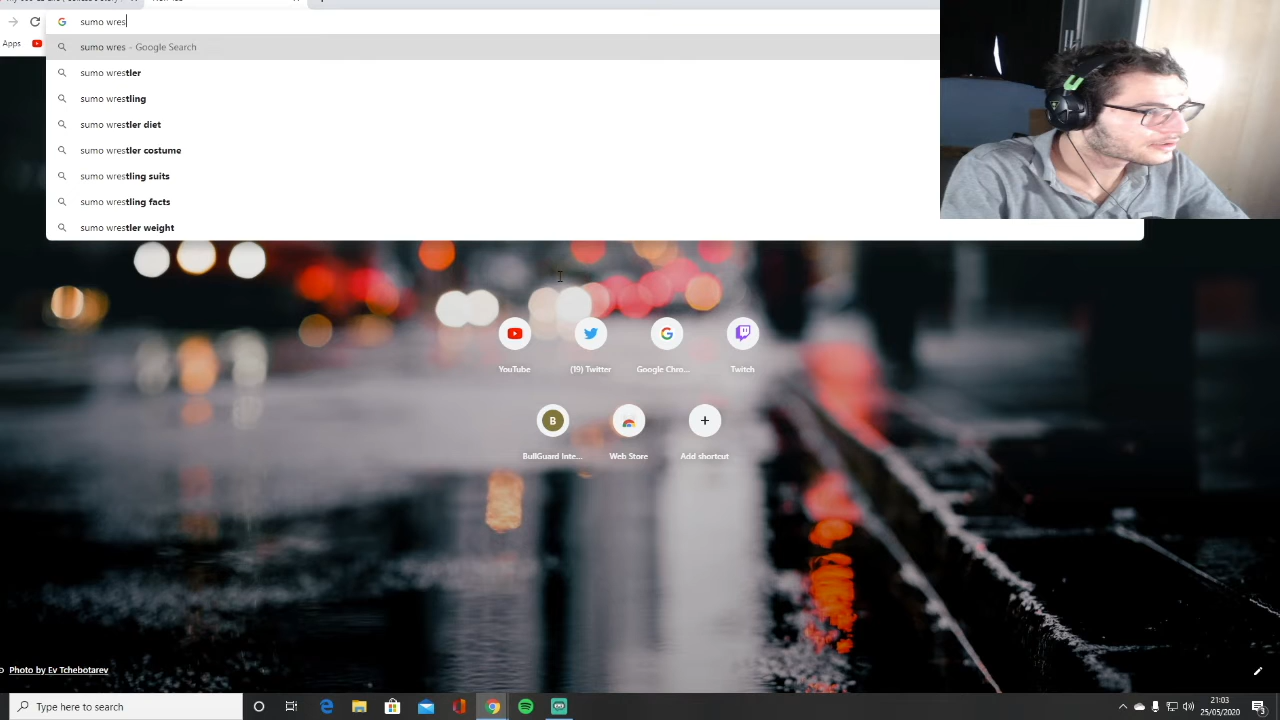 sumo wres
Apps
sumo wres - Google Search
sumo wrestler
sumo wrestling
sumo wrestler diet
sumo wrestler costume
sumo wrestling suits
sumo wrestling facts
sumo wrestler weight
YouTube
(19) Twitter
Google Chro...
Twitch
B
BullGuard Inte...
Web Store
Add shortcut
Photo by Ev Tchebotarev
Type here to search
21:03
25/05/2020